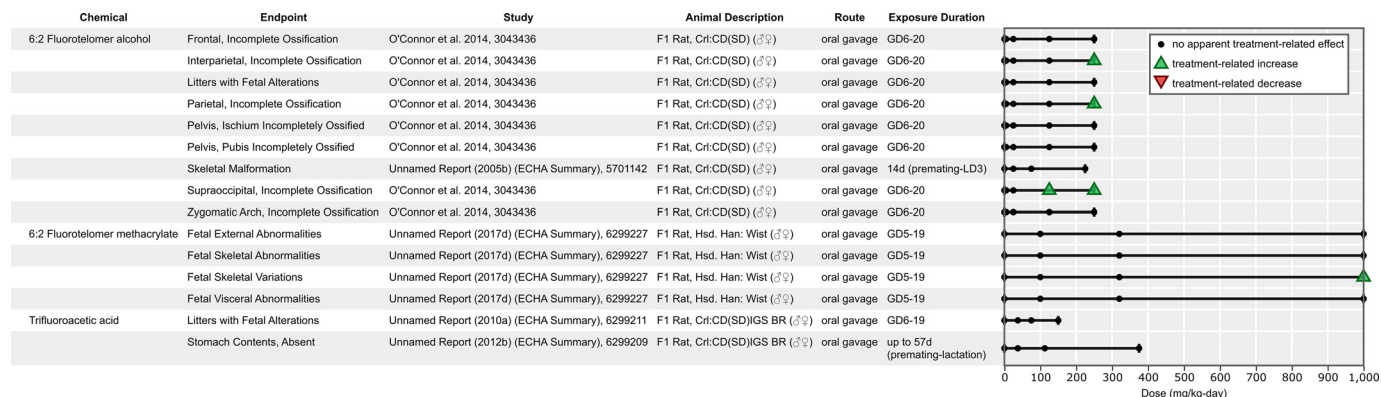 Chemical Endpoint Study Animal Description Route Exposure Duration
6:2 Fluorotelomer alcohol Frontal, Incomplete Ossification O'Connor et al. 2014, 3043436 F1 Rat, Crl:CD(SD) (♂♀) oral gavage GD6-20
Interparietal, Incomplete Ossification O'Connor et al. 2014, 3043436 F1 Rat, Crl:CD(SD) (♂♀) oral gavage GD6-20
Litters with Fetal Alterations O'Connor et al. 2014, 3043436 F1 Rat, Crl:CD(SD) (♂♀) oral gavage GD6-20
Parietal, Incomplete Ossification O'Connor et al. 2014, 3043436 F1 Rat, Crl:CD(SD) (♂♀) oral gavage GD6-20
Pelvis, Ischium Incompletely Ossified O'Connor et al. 2014, 3043436 F1 Rat, Crl:CD(SD) (♂♀) oral gavage GD6-20
Pelvis, Pubis Incompletely Ossified O'Connor et al. 2014, 3043436 F1 Rat, Crl:CD(SD) (♂♀) oral gavage GD6-20
Skeletal Malformation Unnamed Report (2005b) (ECHA Summary), 5701142 F1 Rat, Crl:CD(SD) (♂♀) oral gavage 14d (premating-LD3)
Supraoccipital, Incomplete Ossification O'Connor et al. 2014, 3043436 F1 Rat, Crl:CD(SD) (♂♀) oral gavage GD6-20
Zygomatic Arch, Incomplete Ossification O'Connor et al. 2014, 3043436 F1 Rat, Crl:CD(SD) (♂♀) oral gavage GD6-20
6:2 Fluorotelomer methacrylate Fetal External Abnormalities Unnamed Report (2017d) (ECHA Summary), 6299227 F1 Rat, Hsd. Han: Wist (♂♀) oral gavage GD5-19
Fetal Skeletal Abnormalities Unnamed Report (2017d) (ECHA Summary), 6299227 F1 Rat, Hsd. Han: Wist (♂♀) oral gavage GD5-19
Fetal Skeletal Variations Unnamed Report (2017d) (ECHA Summary), 6299227 F1 Rat, Hsd. Han: Wist (♂♀) oral gavage GD5-19
Fetal Visceral Abnormalities Unnamed Report (2017d) (ECHA Summary), 6299227 F1 Rat, Hsd. Han: Wist (♂♀) oral gavage GD5-19
Trifluoroacetic acid Litters with Fetal Alterations Unnamed Report (2010a) (ECHA Summary), 6299211 F1 Rat, Crl:CD(SD)IGS BR (♂♀) oral gavage GD6-19
Stomach Contents, Absent Unnamed Report (2012b) (ECHA Summary), 6299209 F1 Rat, Crl:CD(SD)IGS BR (♂♀) oral gavage up to 57d
(premating-lactation)
no apparent treatment-related effect
treatment-related increase
treatment-related decrease
0 100 200 300 400 500 600 700 800 900 1,000
Dose (mg/kg-day)